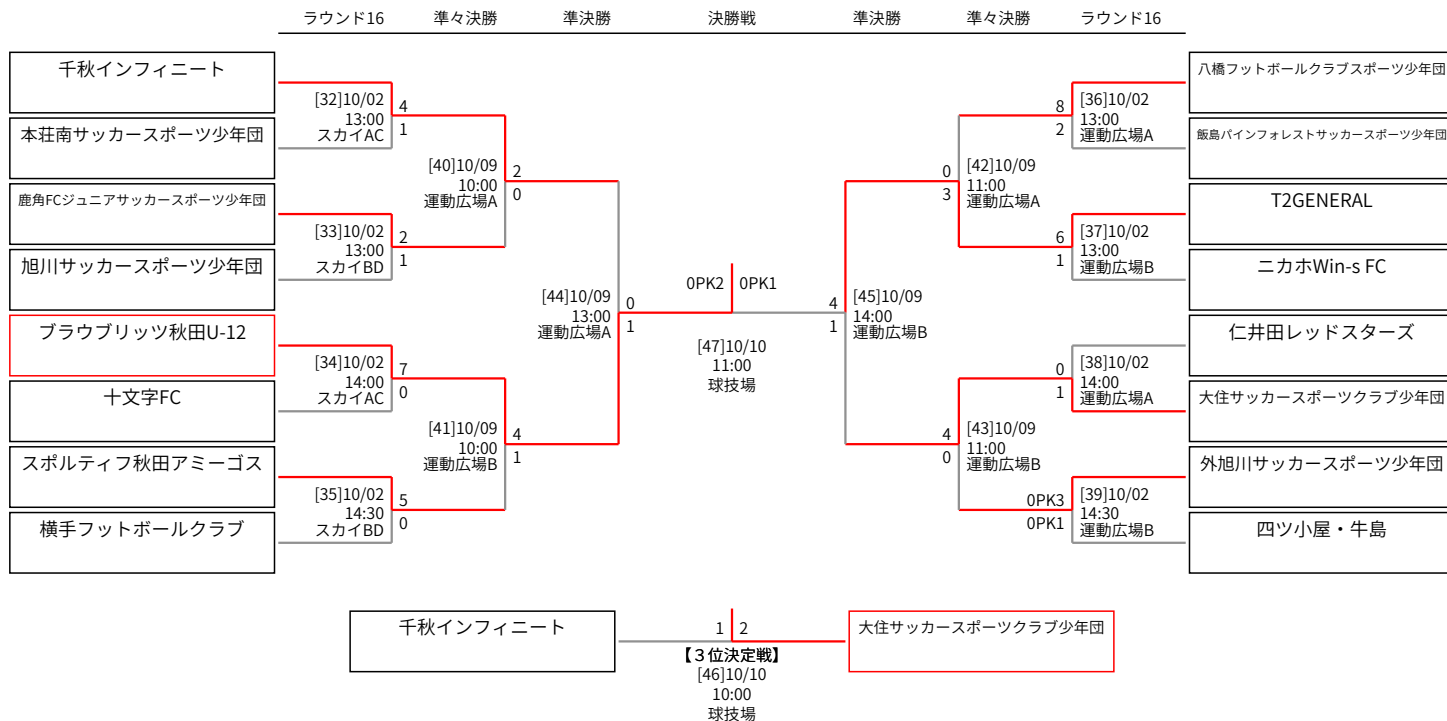 ラウンド16 準々決勝 準決勝 決勝戦 準決勝 準々決勝 ラウンド16
千秋インフィニート
本荘南サッカースポーツ少年団
鹿角FCジュニアサッカースポーツ少年団
旭川サッカースポーツ少年団
ブラウブリッツ秋田U-12
十文字FC
スポルティフ秋田アミーゴス
横手フットボールクラブ
[32]10/02
13:00
スカイAC
4
1
[33]10/02
13:00
スカイBD
2
1
[34]10/02
14:00
スカイAC
7
0
[35]10/02
14:30
スカイBD
5
0
[40]10/09
10:00
運動広場A
2
0
[41]10/09
10:00
運動広場B
4
1
[44]10/09
13:00
運動広場A
0
1
0PK2 0PK1
[47]10/10
11:00
球技場
4
1
[45]10/09
14:00
運動広場B
0
3
[42]10/09
11:00
運動広場A
4
0
[43]10/09
11:00
運動広場B
8
2
[36]10/02
13:00
運動広場A
6
1
[37]10/02
13:00
運動広場B
0
1
[38]10/02
14:00
運動広場A
0PK3
0PK1
[39]10/02
14:30
運動広場B
八橋フットボールクラブスポーツ少年団
飯島パインフォレストサッカースポーツ少年団
T2GENERAL
ニカホWin-s FC
仁井田レッドスターズ
大住サッカースポーツクラブ少年団
外旭川サッカースポーツ少年団
四ツ小屋・牛島
千秋インフィニート
1 2
大住サッカースポーツクラブ少年団
【３位決定戦】
[46]10/10
10:00
球技場